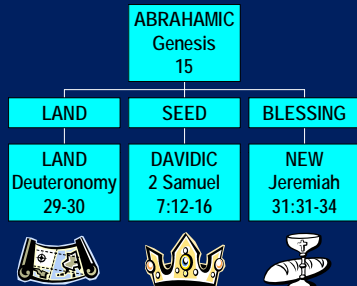 ABRAHAMIC
Genesis
15
LAND
SEED
BLESSING
LAND
Deuteronomy
29-30
DAVIDIC
2 Samuel
7:12-16
NEW
Jeremiah
31:31-34